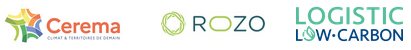 Cerema
CLIMAT & TERRITOIRES DE DEMAIN
ROZO
LOGISTIC
LOW-CARBON